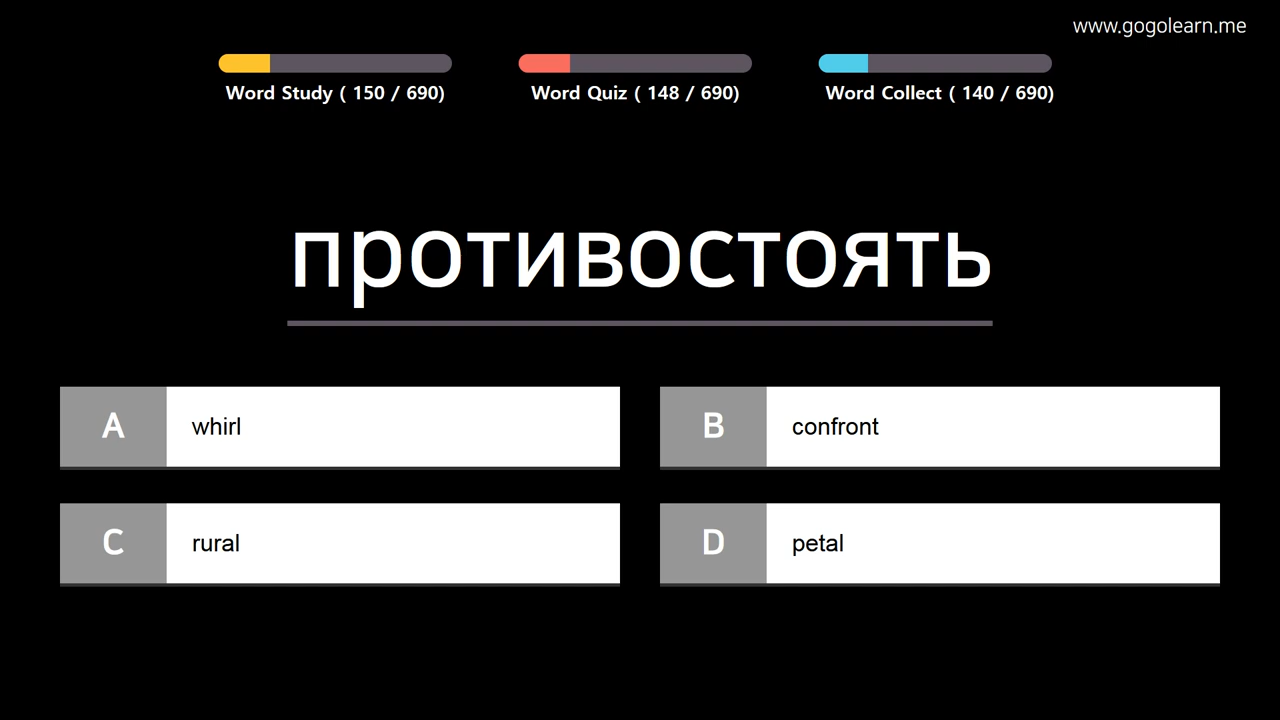 www.gogolearn.me
Word Study ( 150 / 690)
Word Quiz ( 148 / 690)
Word Collect ( 140 / 690)
противостоять
A whirl
B confront
C rural
D petal